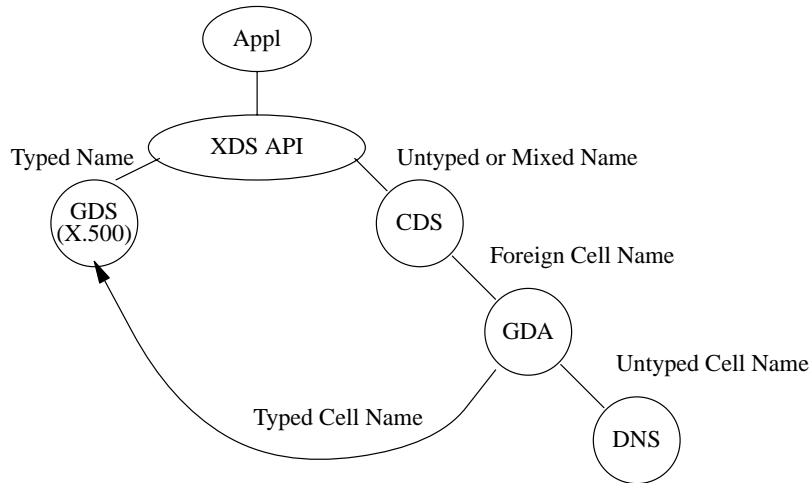 Appl
XDS API
Typed Name
Untyped or Mixed Name
GDS
(X.500)
CDS
Foreign Cell Name
GDA
Untyped Cell Name
Typed Cell Name
DNS